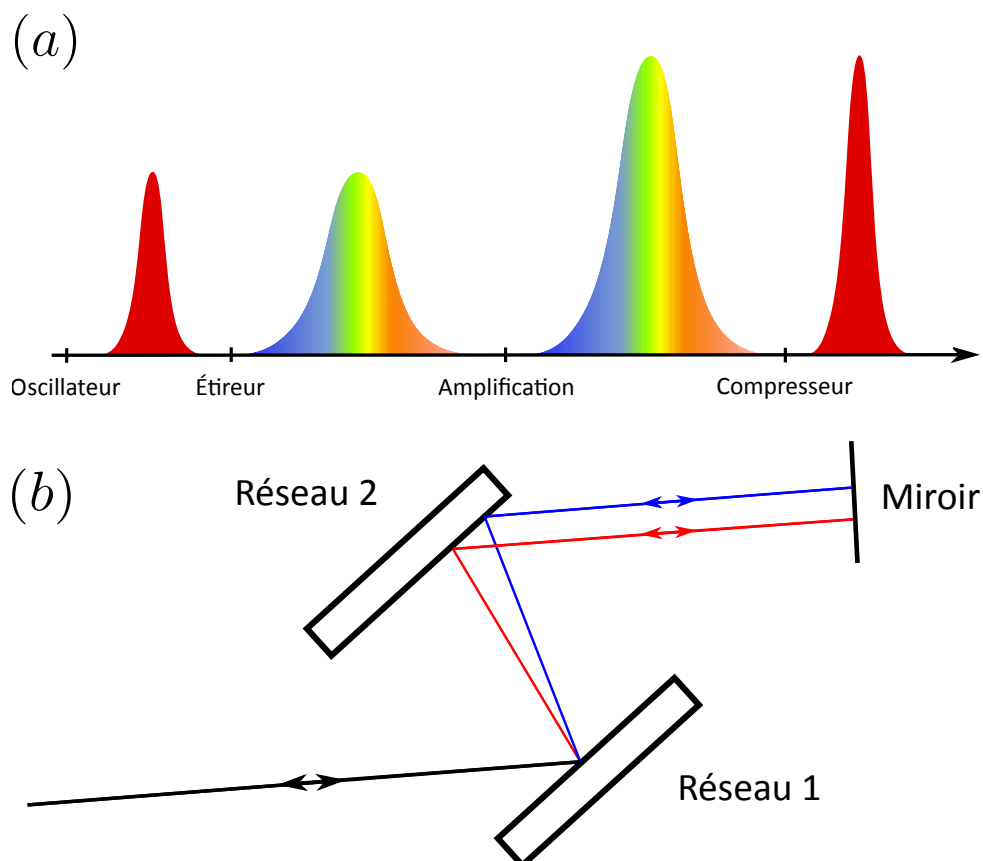 (a)
Oscillateur Étireur Amplification Compresseur
(b)
Réseau 2
Miroir
Réseau 1